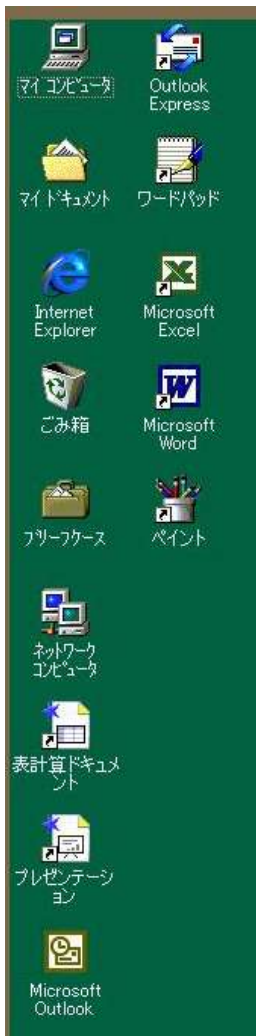 マイ コンピュータ
Outlook
Express
マイ ドキュメント
ワードパッド
Internet
Explorer
Microsoft
Excel
ごみ箱
Microsoft
Word
ブリーフケース
ペイント
ネットワーク
コンピュータ
表計算ドキュメ
ント
プレゼンテーシ
ョン
Microsoft
Outlook